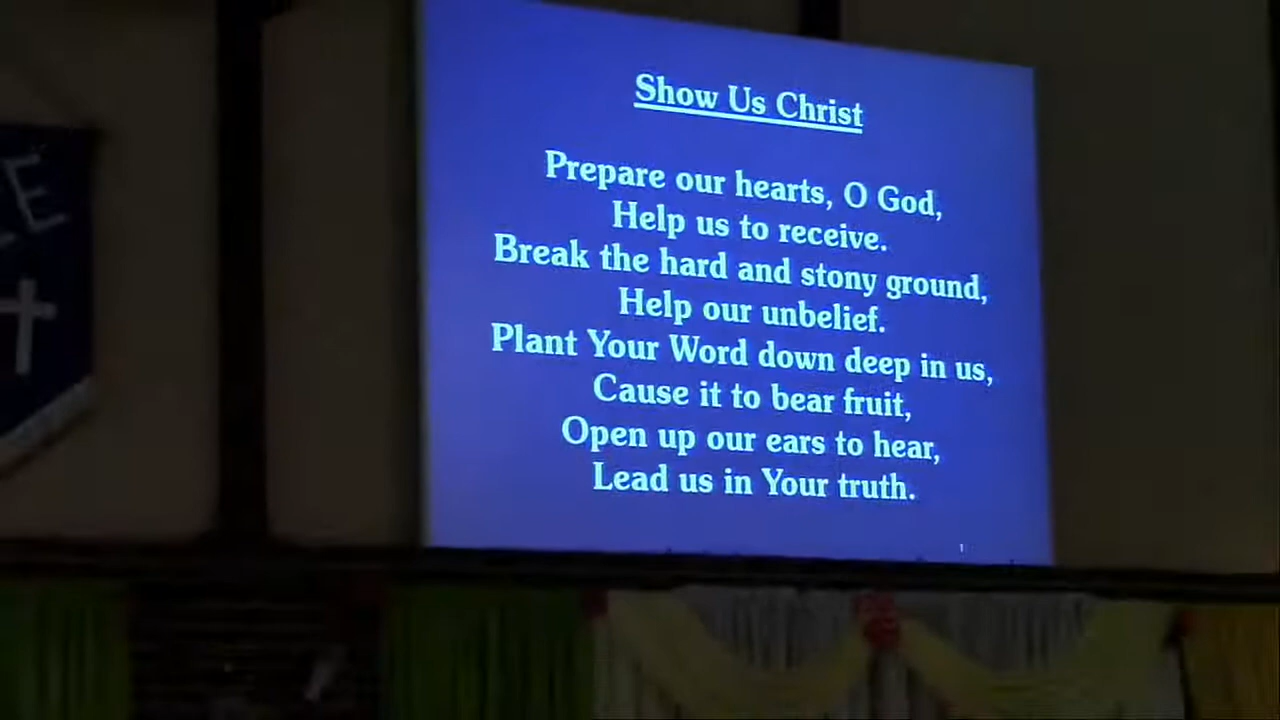 Show Us Christ
Prepare our hearts, O God,
Help us to receive.
Break the hard and stony ground,
Help our unbelief.
Plant Your Word down deep in us,
Cause it to bear fruit,
Open up our ears to hear,
Lead us in Your truth.
1